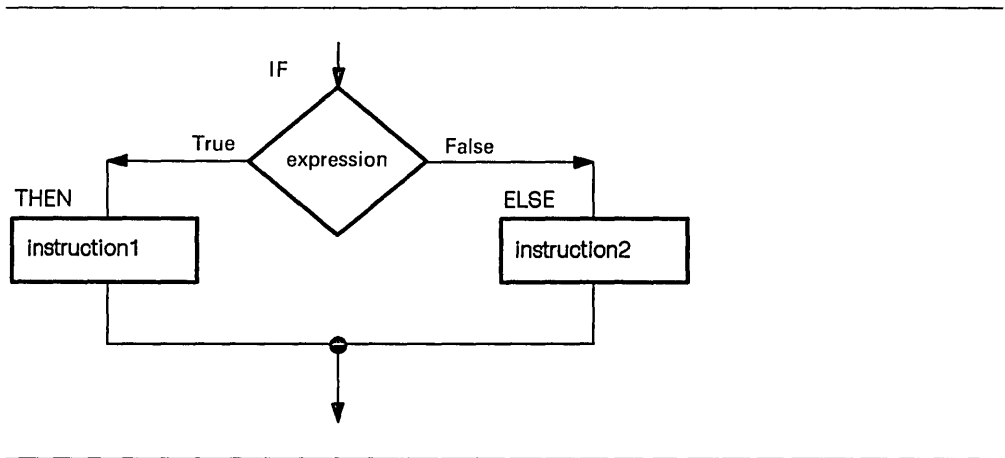 IF
True
expression
False
THEN
ELSE
instruction1
instruction2